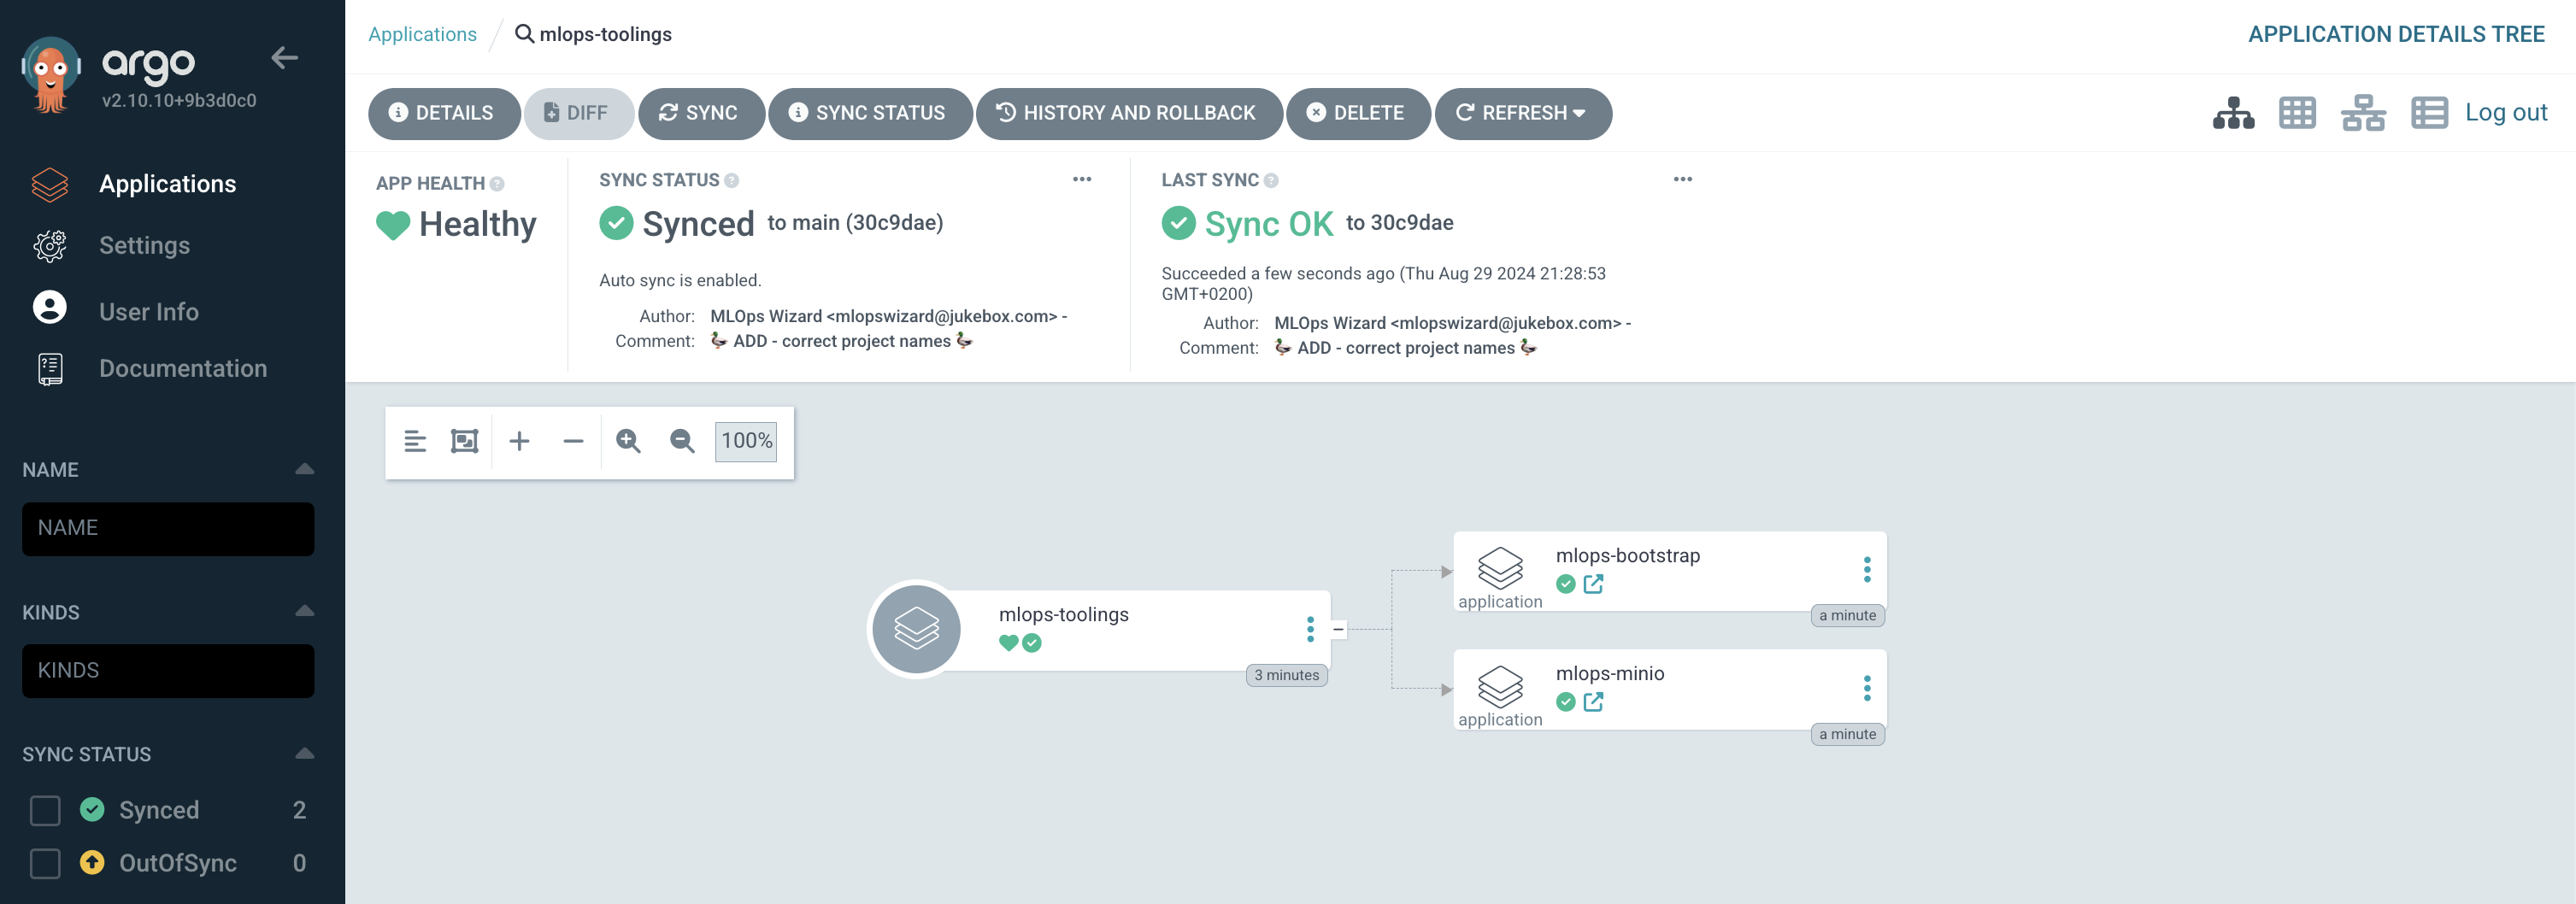 argo
v2.10.10+9b3d0c0
Applications
Settings
User Info
Documentation
NAME
NAME
KINDS
KINDS
SYNC STATUS
Synced 2
OutOfSync 0
Applications / mlops-toolings
APPLICATION DETAILS TREE
DETAILS DIFF SYNC SYNC STATUS HISTORY AND ROLLBACK DELETE REFRESH
Log out
APP HEALTH
Healthy
SYNC STATUS
Synced to main (30c9dae)
Auto sync is enabled.
Author: MLOps Wizard <mlopswizard@jukebox.com> -
Comment: 🦆 ADD - correct project names 🦆
LAST SYNC
Sync OK to 30c9dae
Succeeded a few seconds ago (Thu Aug 29 2024 21:28:53
GMT+0200)
Author: MLOps Wizard <mlopswizard@jukebox.com> -
Comment: 🦆 ADD - correct project names 🦆
100%
mlops-toolings
3 minutes
mlops-bootstrap
application
a minute
mlops-minio
application
a minute